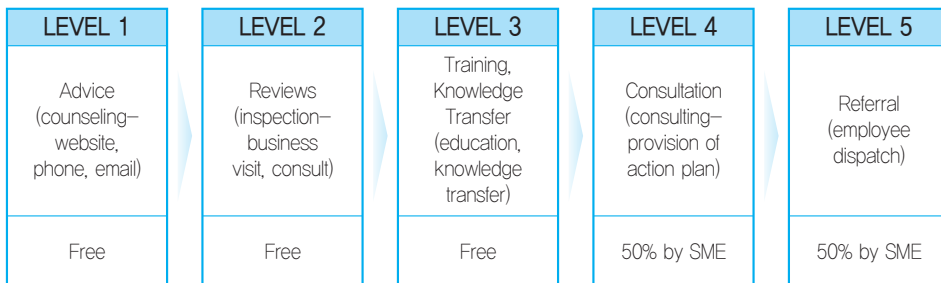 LEVEL 1
Advice
(counseling–
website,
phone, email)
Free
LEVEL 2
Reviews
(inspection–
business
visit, consult)
Free
LEVEL 3
Training,
Knowledge
Transfer
(education,
knowledge
transfer)
Free
LEVEL 4
Consultation
(consulting–
provision of
action plan)
50% by SME
LEVEL 5
Referral
(employee
dispatch)
50% by SME